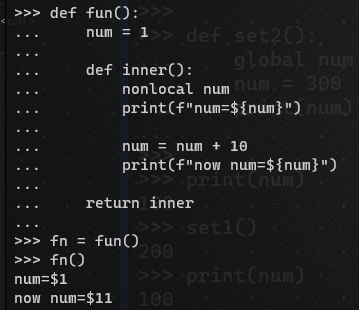 >>> def fun():
...     num = 1
...
...     def inner():
...         nonlocal num
...         print(f"num=${num}")
...
...         num = num + 10
...         print(f"now num=${num}")
...
...     return inner
...
>>> fn = fun()
>>> fn()
num=$1
now num=$11
>>>
>>> def set2():
global num
num = 300
print(num)
...
>>> print(num)
>>> set1()
200
>>> print(num)
100